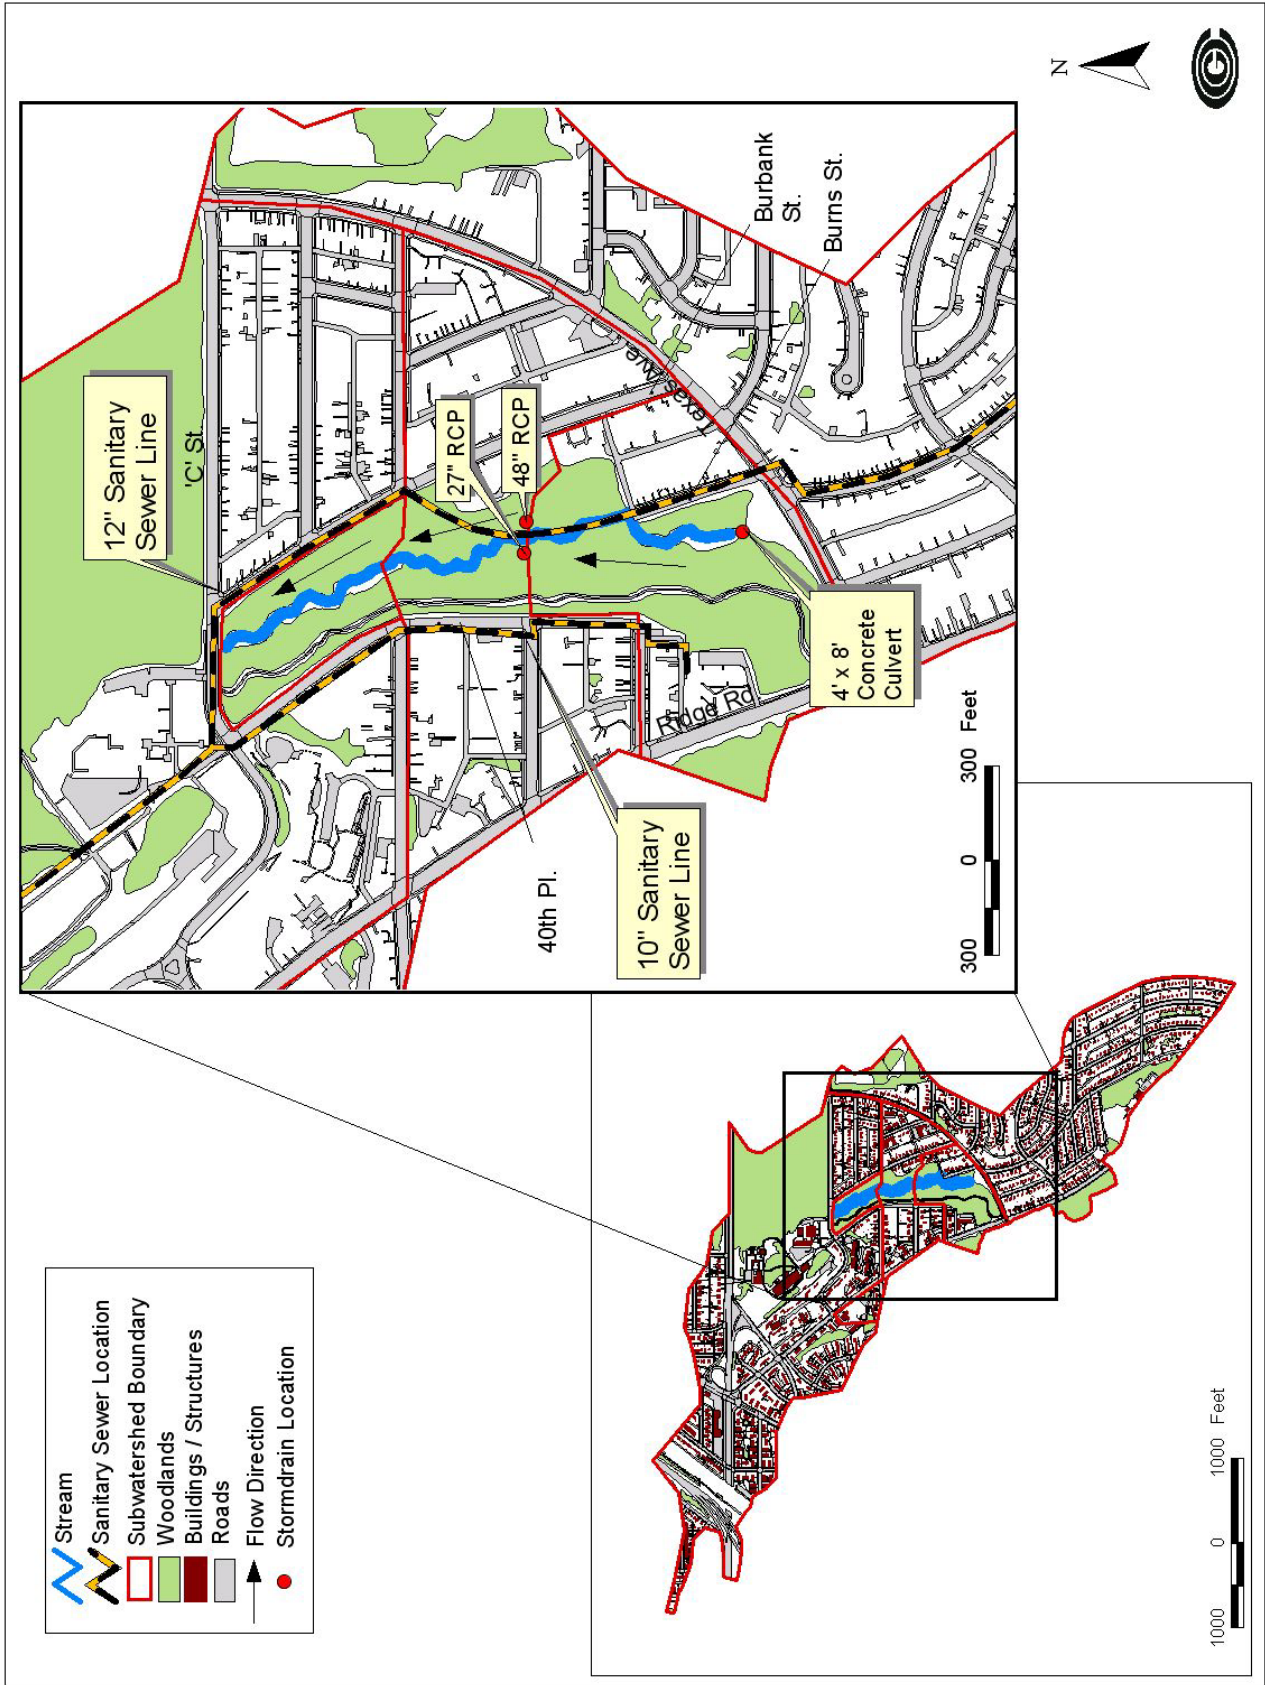 Stream
Sanitary Sewer Location
Subwatershed Boundary
Woodlands
Buildings / Structures
Roads
Flow Direction
Stormdrain Location
12" Sanitary
Sewer Line
'C' St.
27" RCP
48" RCP
Texas Ave.
Burbank
St.
Burns St.
4' x 8'
Concrete
Culvert
Ridge Rd
40th Pl.
10" Sanitary
Sewer Line
300 0 300 Feet
1000 0 1000 Feet
N
G